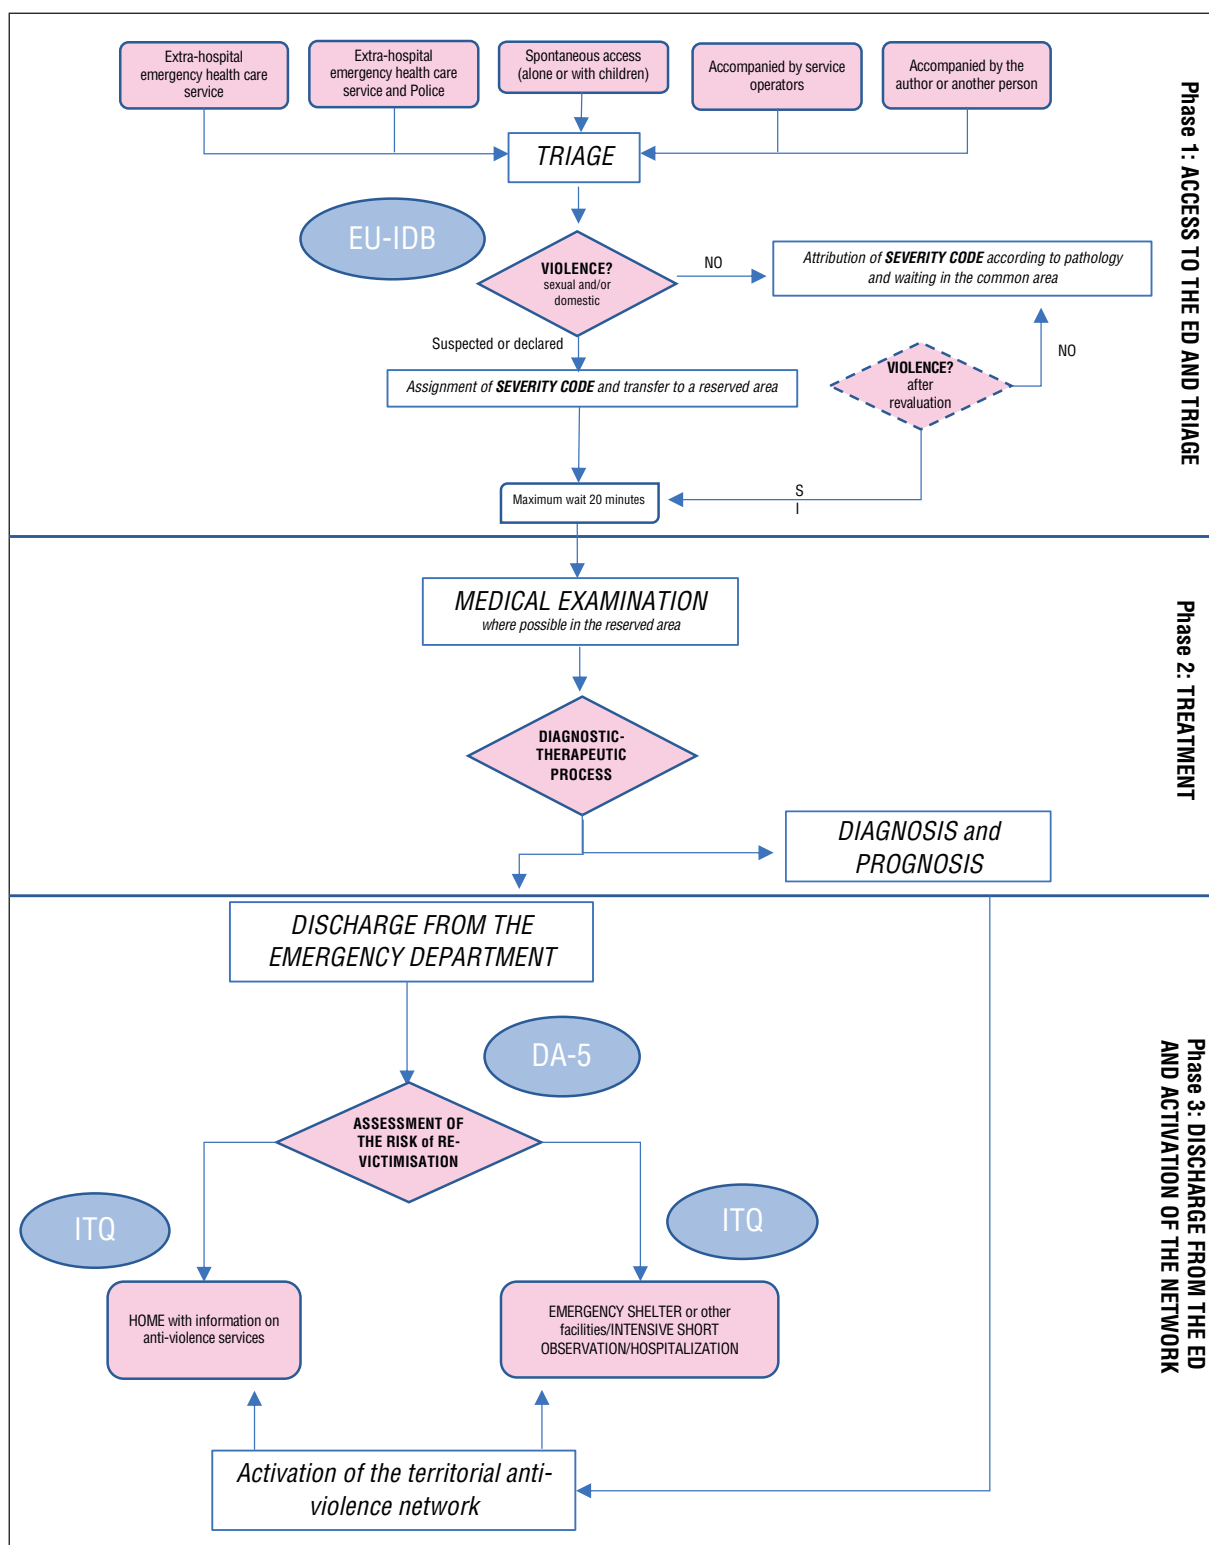 Extra-hospital
emergency health care
service
Extra-hospital
emergency health care
service and Police
Spontaneous access
(alone or with children)
Accompanied by service
operators
Accompanied by the
author or another person
Phase 1: ACCESS TO THE ED AND TRIAGE
TRIAGE
EU-IDB
VIOLENCE?
sexual and/or
domestic
NO
Attribution of SEVERITY CODE according to pathology
and waiting in the common area
Suspected or declared
VIOLENCE?
after
revaluation
NO
Assignment of SEVERITY CODE and transfer to a reserved area
Maximum wait 20 minutes
S
I
Phase 2: TREATMENT
MEDICAL EXAMINATION
where possible in the reserved area
DIAGNOSTIC-
THERAPEUTIC
PROCESS
DIAGNOSIS and
PROGNOSIS
Phase 3: DISCHARGE FROM THE ED
AND ACTIVATION OF THE NETWORK
DISCHARGE FROM THE
EMERGENCY DEPARTMENT
DA-5
ASSESSMENT OF
THE RISK of RE-
VICTIMISATION
ITQ
ITQ
HOME with information on
anti-violence services
EMERGENCY SHELTER or other
facilities/INTENSIVE SHORT
OBSERVATION/HOSPITALIZATION
Activation of the territorial anti-
violence network